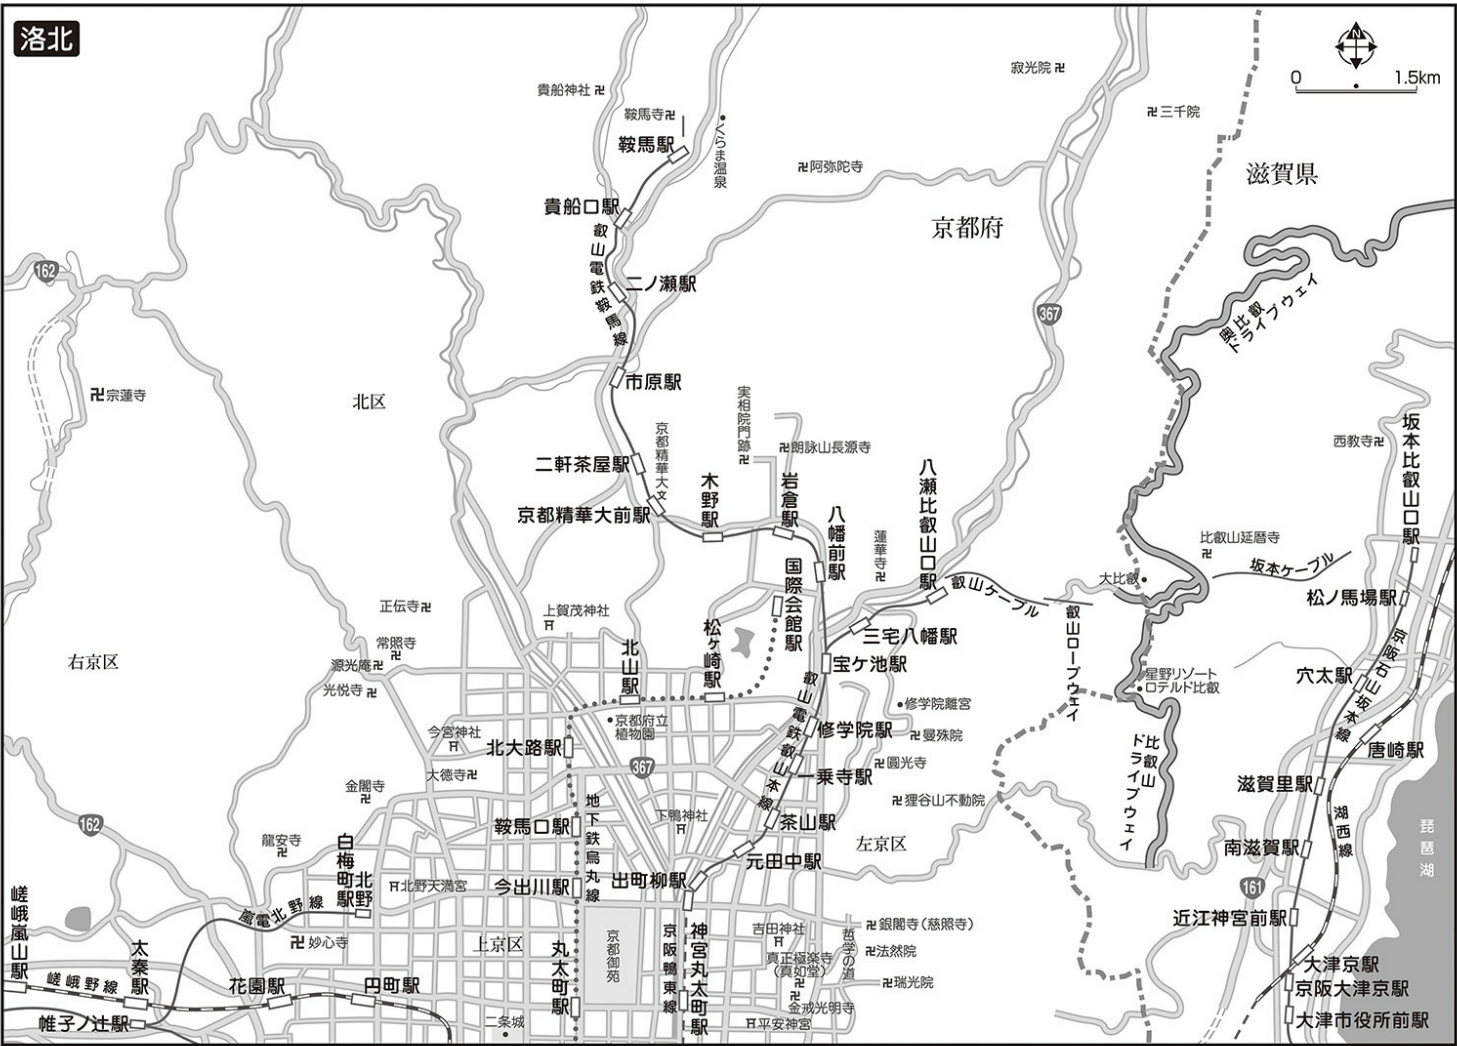 洛北
N
0
1.5km
寂光院
貴船神社
三千院
鞍馬寺
鞍馬駅
くらま温泉
阿弥陀寺
滋賀県
貴船口駅
京都府
叡山電鉄鞍馬線
162
二ノ瀬駅
奥比叡
ドライブウェイ
367
市原駅
宗蓮寺
北区
実相院門跡
京都精華大
朗詠山長源寺
西教寺
坂本比叡山口駅
二軒茶屋駅
木野駅
岩倉駅
八瀬比叡山口駅
京都精華大前駅
八幡前駅
蓮華寺
比叡山延暦寺
国際会館駅
坂本ケーブル
大比叡
叡山ケーブル
松ノ馬場駅
正伝寺
上賀茂神社
叡山ロープウェイ
松ヶ崎駅
三宅八幡駅
京阪石山坂本線
常照寺
北山駅
右京区
源光庵
宝ケ池駅
穴太駅
星野リゾート
ロテルド比叡
光悦寺
叡山電鉄叡山本線
修学院離宮
京都府立
植物園
今宮神社
修学院駅
曼殊院
北大路駅
比叡山
ドライブウェイ
唐崎駅
367
圓光寺
大徳寺
一乗寺駅
金閣寺
滋賀里駅
狸谷山不動院
地下鉄烏丸線
下鴨神社
162
鞍馬口駅
茶山駅
湖西線
琵琶湖
龍安寺
北野
白梅町駅
左京区
南滋賀駅
元田中駅
今出川駅
出町柳駅
北野天満宮
161
嵯峨嵐山駅
嵐電北野線
近江神宮前駅
銀閣寺(慈照寺)
吉田神社
妙心寺
上京区
京都御苑
京阪鴨東線
神宮丸太町駅
哲学の道
太秦駅
丸太町駅
法然院
真正極楽寺
(真如堂)
大津京駅
嵯峨野線
花園駅
円町駅
瑞光院
京阪大津京駅
金戒光明寺
帷子ノ辻駅
二条城
平安神宮
大津市役所前駅